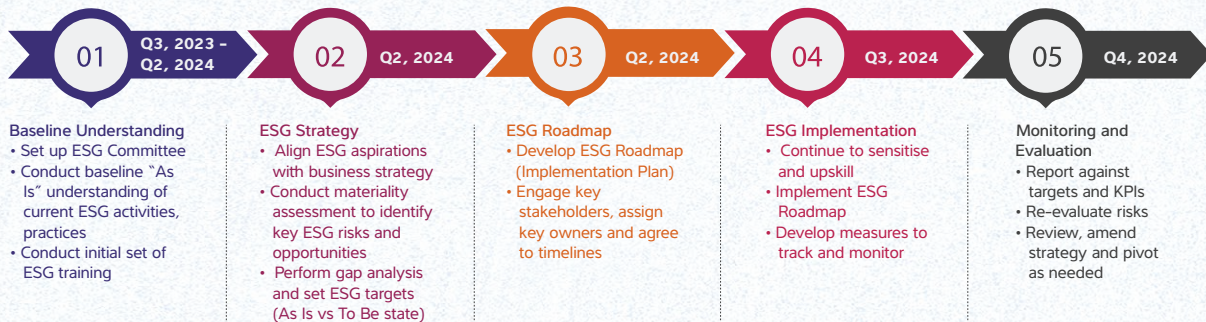 01
Q3, 2023 –
Q2, 2024
02
Q2, 2024
03
Q2, 2024
04
Q3, 2024
05
Q4, 2024
Baseline Understanding
• Set up ESG Committee
• Conduct baseline “As
Is” understanding of
current ESG activities,
practices
• Conduct initial set of
ESG training
ESG Strategy
• Align ESG aspirations
with business strategy
• Conduct materiality
assessment to identify
key ESG risks and
opportunities
• Perform gap analysis
and set ESG targets
(As Is vs To Be state)
ESG Roadmap
• Develop ESG Roadmap
(Implementation Plan)
• Engage key
stakeholders, assign
key owners and agree
to timelines
ESG Implementation
• Continue to sensitise
and upskill
• Implement ESG
Roadmap
• Develop measures to
track and monitor
Monitoring and
Evaluation
• Report against
targets and KPIs
• Re-evaluate risks
• Review, amend
strategy and pivot
as needed